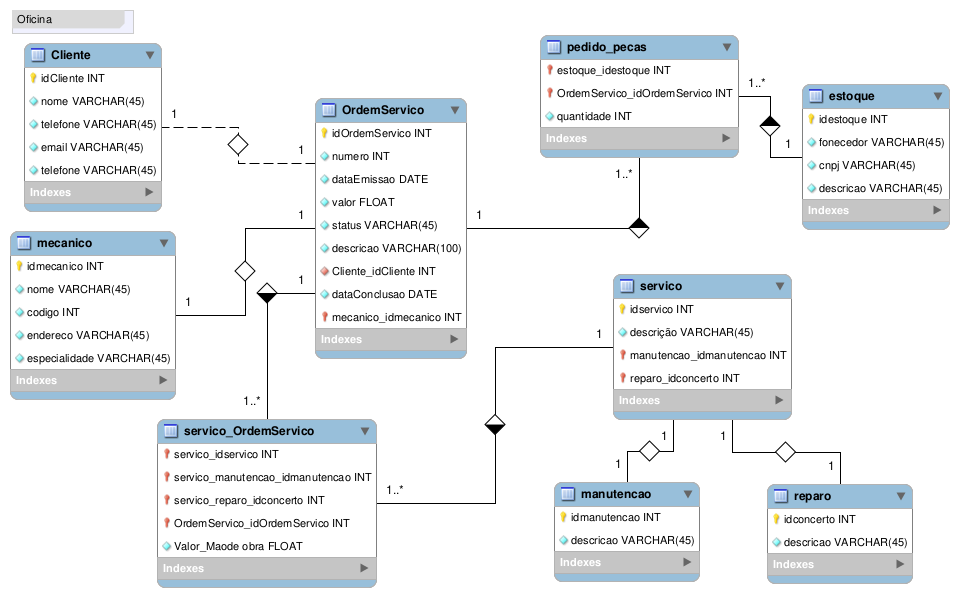 Oficina
Cliente
idCliente INT
nome VARCHAR(45)
telefone VARCHAR(45)
email VARCHAR(45)
telefone VARCHAR(45)
Indexes
1
1
mecanico
idmecanico INT
nome VARCHAR(45)
codigo INT
endereco VARCHAR(45)
especialidade VARCHAR(45)
Indexes
1
1
OrdemServico
idOrdemServico INT
numero INT
dataEmissao DATE
valor FLOAT
status VARCHAR(45)
descricao VARCHAR(100)
Cliente_idCliente INT
dataConclusao DATE
mecanico_idmecanico INT
Indexes
1
1..*
1
1..*
pedido_pecas
estoque_idestoque INT
OrdemServico_idOrdemServico INT
quantidade INT
Indexes
1..*
1
estoque
idestoque INT
fonecedor VARCHAR(45)
cnpj VARCHAR(45)
descricao VARCHAR(45)
Indexes
servico
idservico INT
descrição VARCHAR(45)
manutencao_idmanutencao INT
reparo_idconcerto INT
Indexes
1
1..*
1
1
1
1
servico_OrdemServico
servico_idservico INT
servico_manutencao_idmanutencao INT
servico_reparo_idconcerto INT
OrdemServico_idOrdemServico INT
Valor_Maode obra FLOAT
Indexes
manutencao
idmanutencao INT
descricao VARCHAR(45)
Indexes
reparo
idconcerto INT
descricao VARCHAR(45)
Indexes